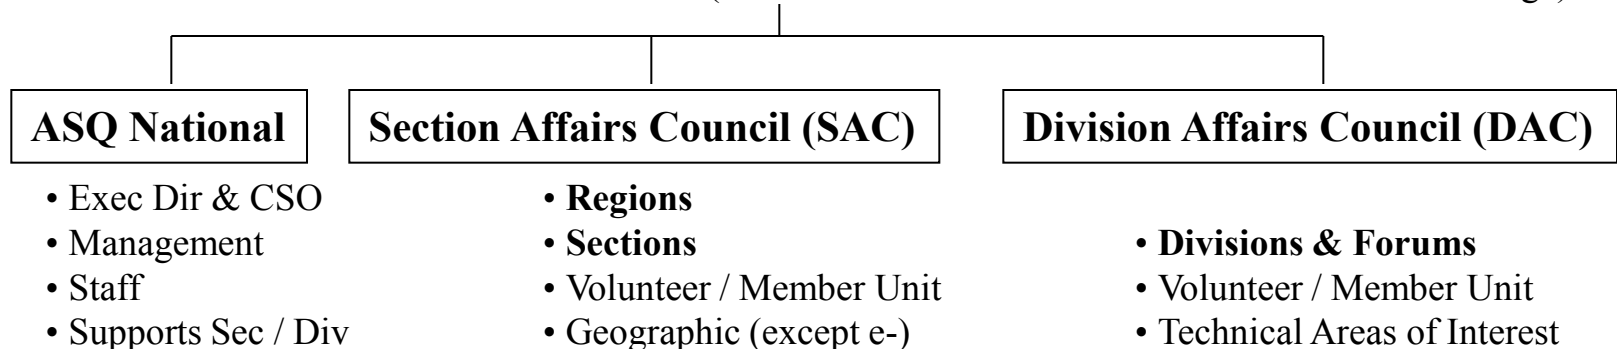 ASQ National
Section Affairs Council (SAC)
Division Affairs Council (DAC)
• Exec Dir & CSO
• Management
• Staff
• Supports Sec / Div
• Regions
• Sections
• Volunteer / Member Unit
• Geographic (except e-)
• Divisions & Forums
• Volunteer / Member Unit
• Technical Areas of Interest